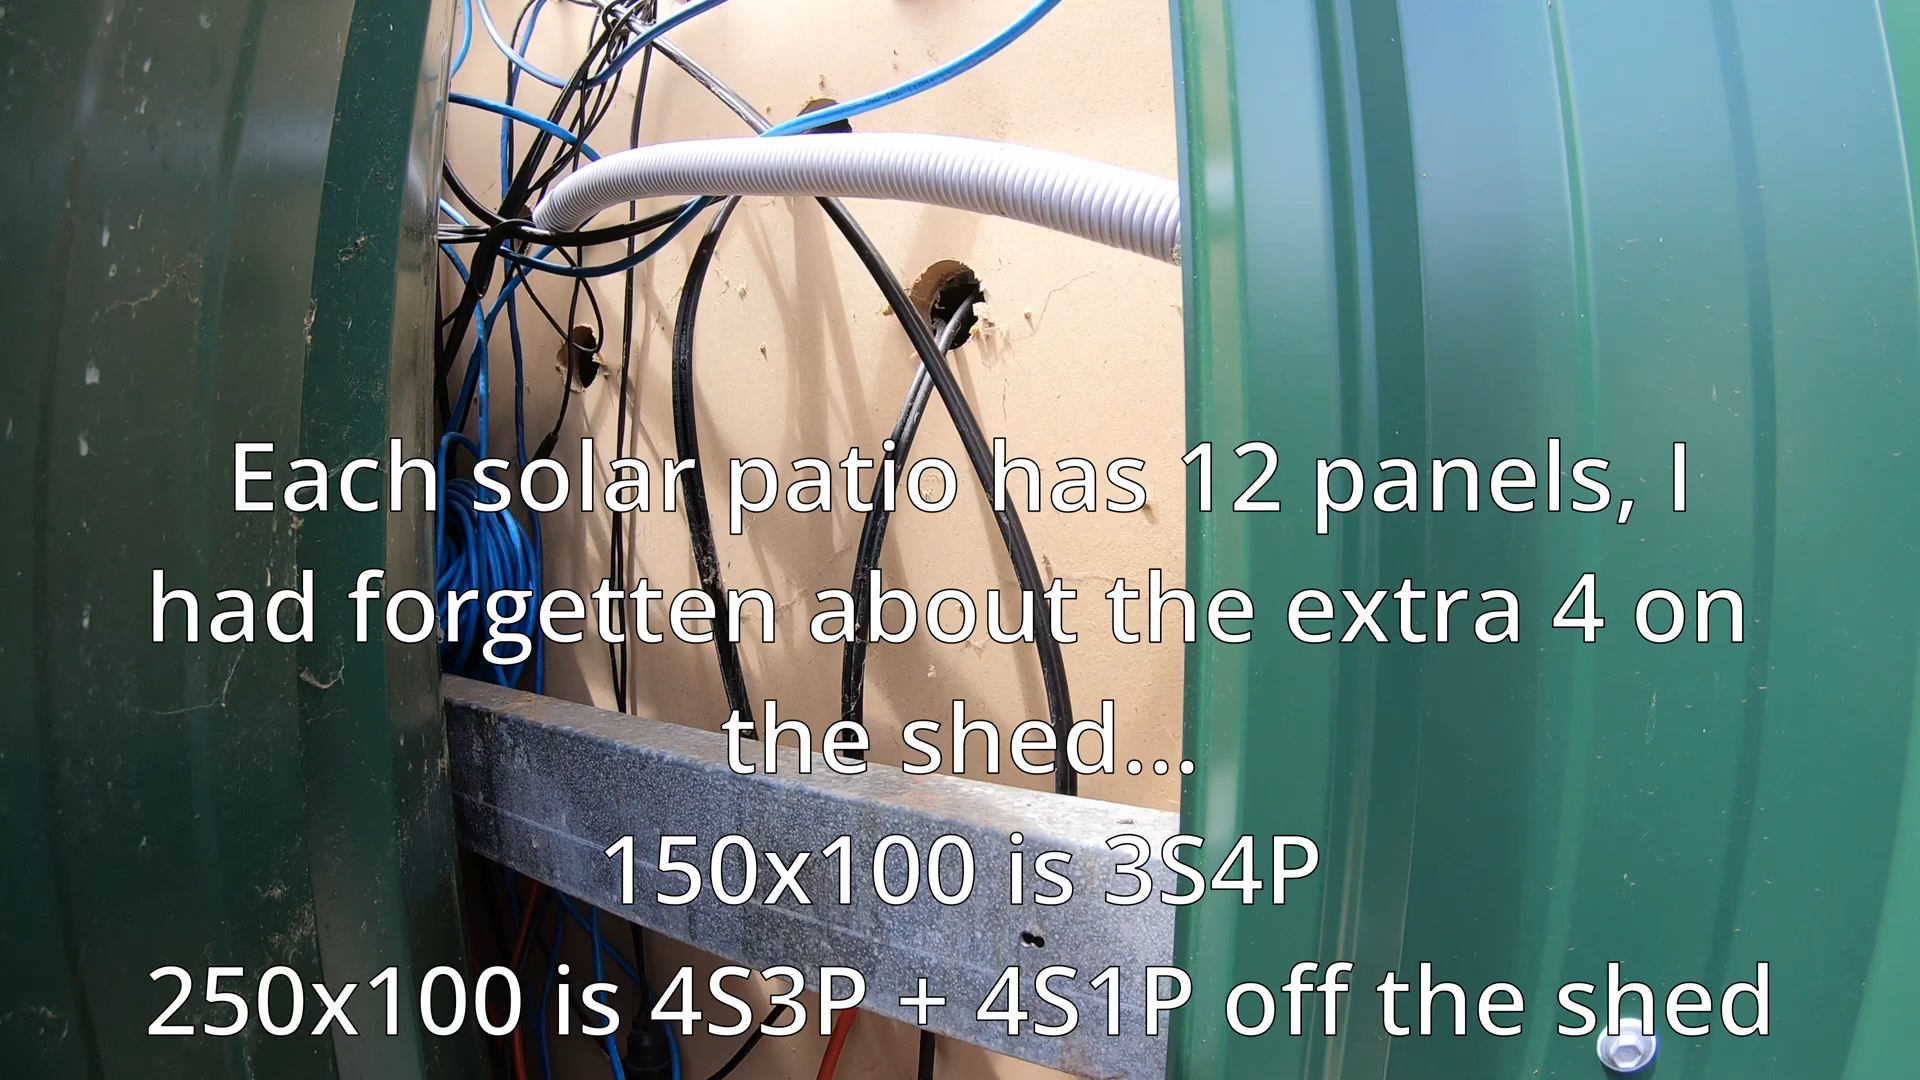 Each solar patio has 12 panels, I
had forgetten about the extra 4 on
the shed...
150x100 is 3S4P
250x100 is 4S3P + 4S1P off the shed